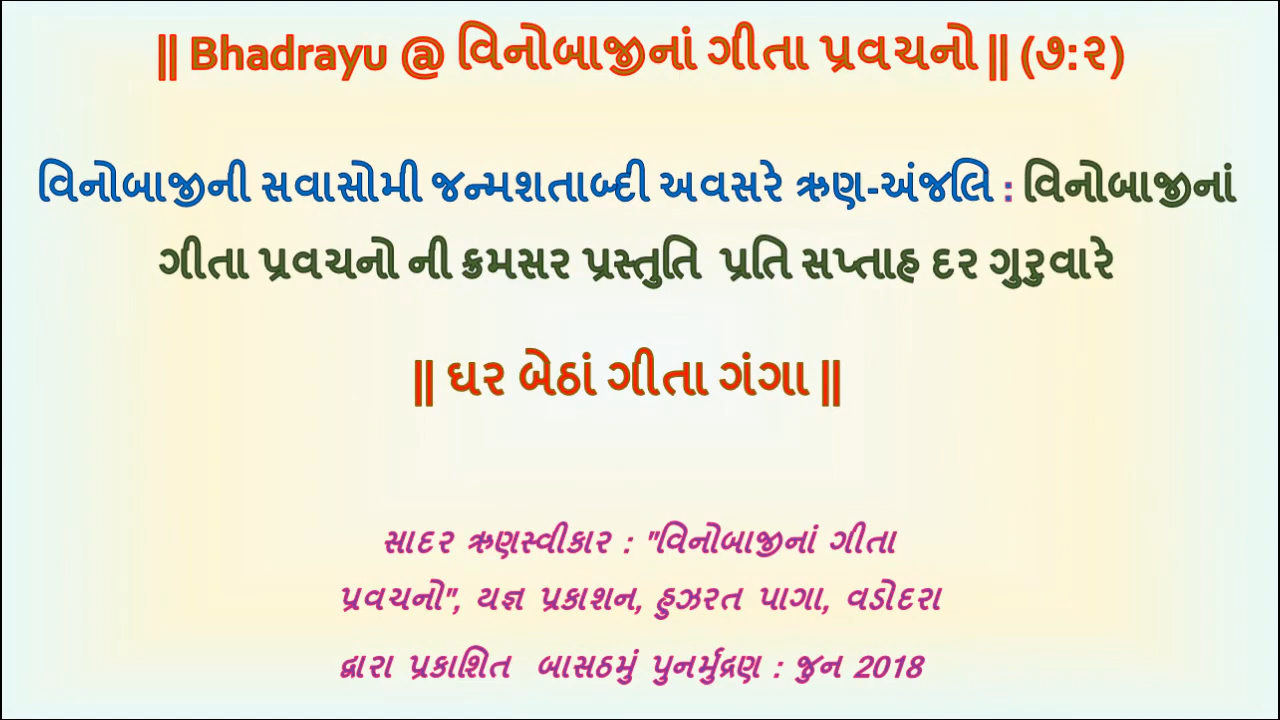 || Bhadrayu @ વિનોબાજીનાં ગીતા પ્રવચનો || (૭:૨)
વિનોબાજીની સવાસોમી જન્મશતાબ્દી અવસરે ઋણ-અંજલિ : વિનોબાજીનાં
ગીતા પ્રવચનો ની ક્રમસર પ્રસ્તુતિ પ્રતિ સપ્તાહ દર ગુરુવારે
|| ઘર બેઠાં ગીતા ગંગા ||
સાદર ઋણસ્વીકાર : "વિનોબાજીનાં ગીતા
પ્રવચનો", યજ્ઞ પ્રકાશન, હુઝરત પાગા, વડોદરા
દ્વારા પ્રકાશિત બાસઠમું પુનર્મુદ્રણ : જુન 2018